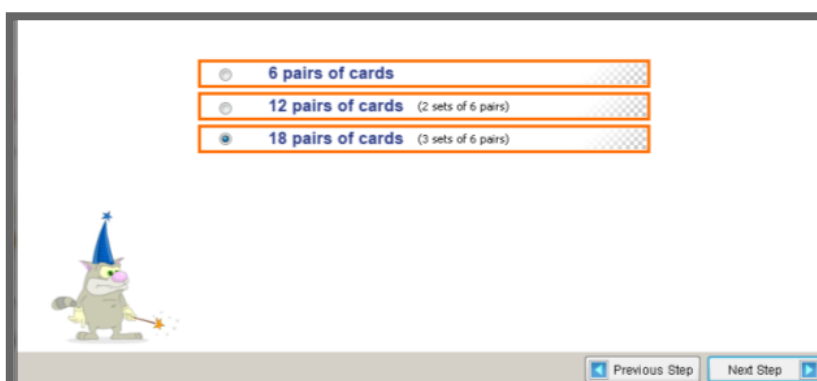 6 pairs of cards
12 pairs of cards (2 sets of 6 pairs)
18 pairs of cards (3 sets of 6 pairs)
Previous Step Next Step